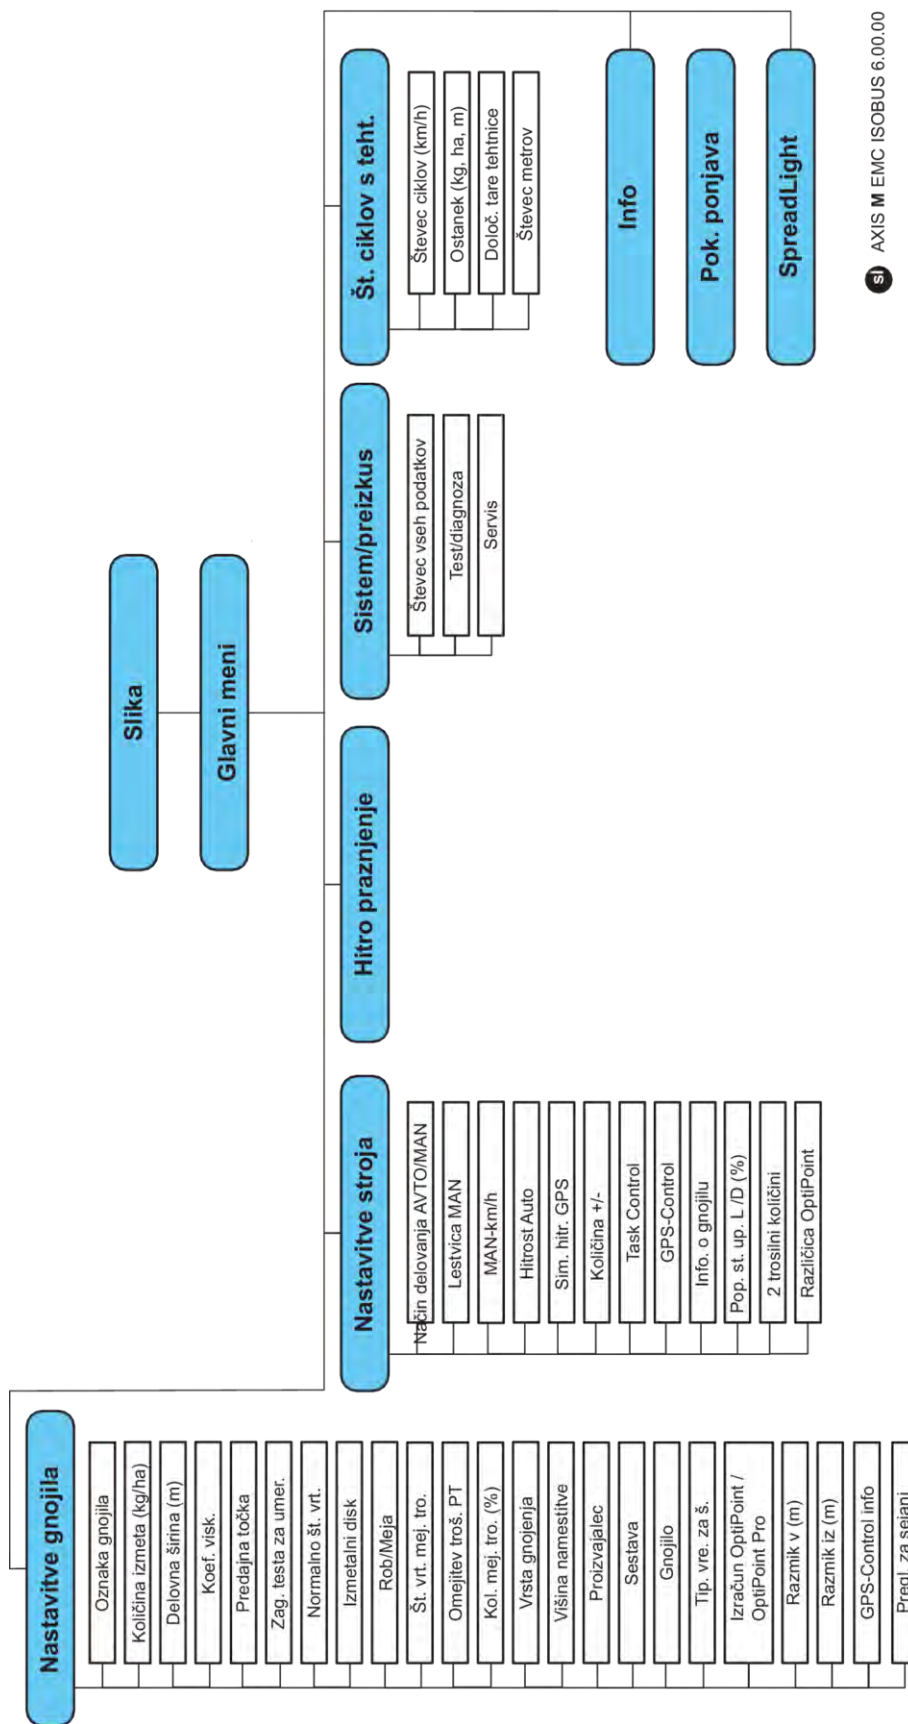 Slika
Glavni meni
Nastavitve gnojila
Oznaka gnojila
Količina izmeta (kg/ha)
Delovna širina (m)
Koef. visk.
Predajna točka
Zag. testa za umer.
Normalno št. vrt.
Izmetalni disk
Rob/Meja
Št. vrt. mej. tro.
Omejitev troš. PT
Kol. mej. tro. (%)
Vrsta gnojenja
Višina namestitve
Proizvajalec
Sestava
Gnojilo
Tip. vre. za š.
Izračun OptiPoint /
OptiPoint Pro
Razmik v (m)
Razmik iz (m)
GPS-Control info
Pregl. za sejani
Nastavitve stroja
Način delovanja AVTO/MAN
Lestvica MAN
MAN-km/h
Hitrost Auto
Sim. hitr. GPS
Količina +/-
Task Control
GPS-Control
Info. o gnojilu
Pop. st. up. L /D (%)
2 trosilni količini
Različica OptiPoint
Hitro praznjenje
Sistem/preizkus
Števec vseh podatkov
Test/diagnoza
Servis
Št. ciklov s teht.
Števec ciklov (km/h)
Ostanek (kg, ha, m)
Določ. tare tehtnice
Števec metrov
Info
Pok. ponjava
SpreadLight
sl AXIS M EMC ISOBUS 6.00.00